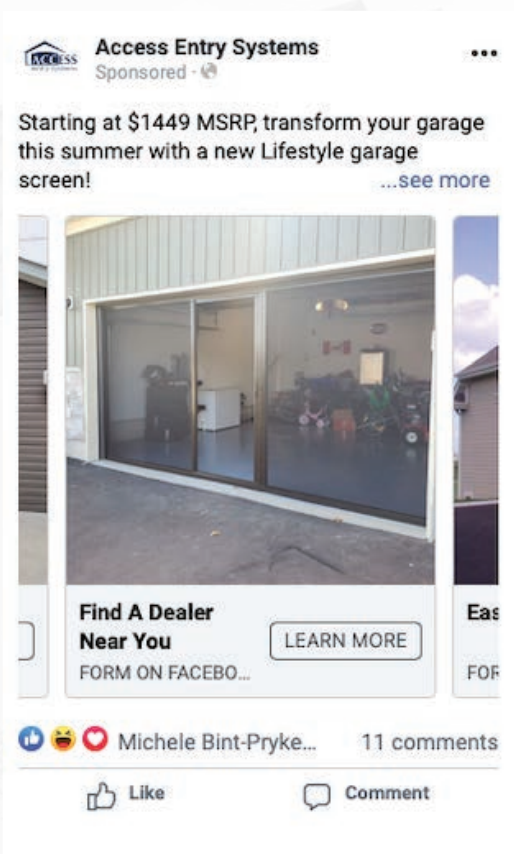 ACCESS
Access Entry Systems
Sponsored ·
Starting at $1449 MSRP, transform your garage
this summer with a new Lifestyle garage
screen!
...see more
Find A Dealer
Near You
LEARN MORE
FORM ON FACEBO...
Eas
FOR
Michele Bint-Pryke...
11 comments
Like
Comment